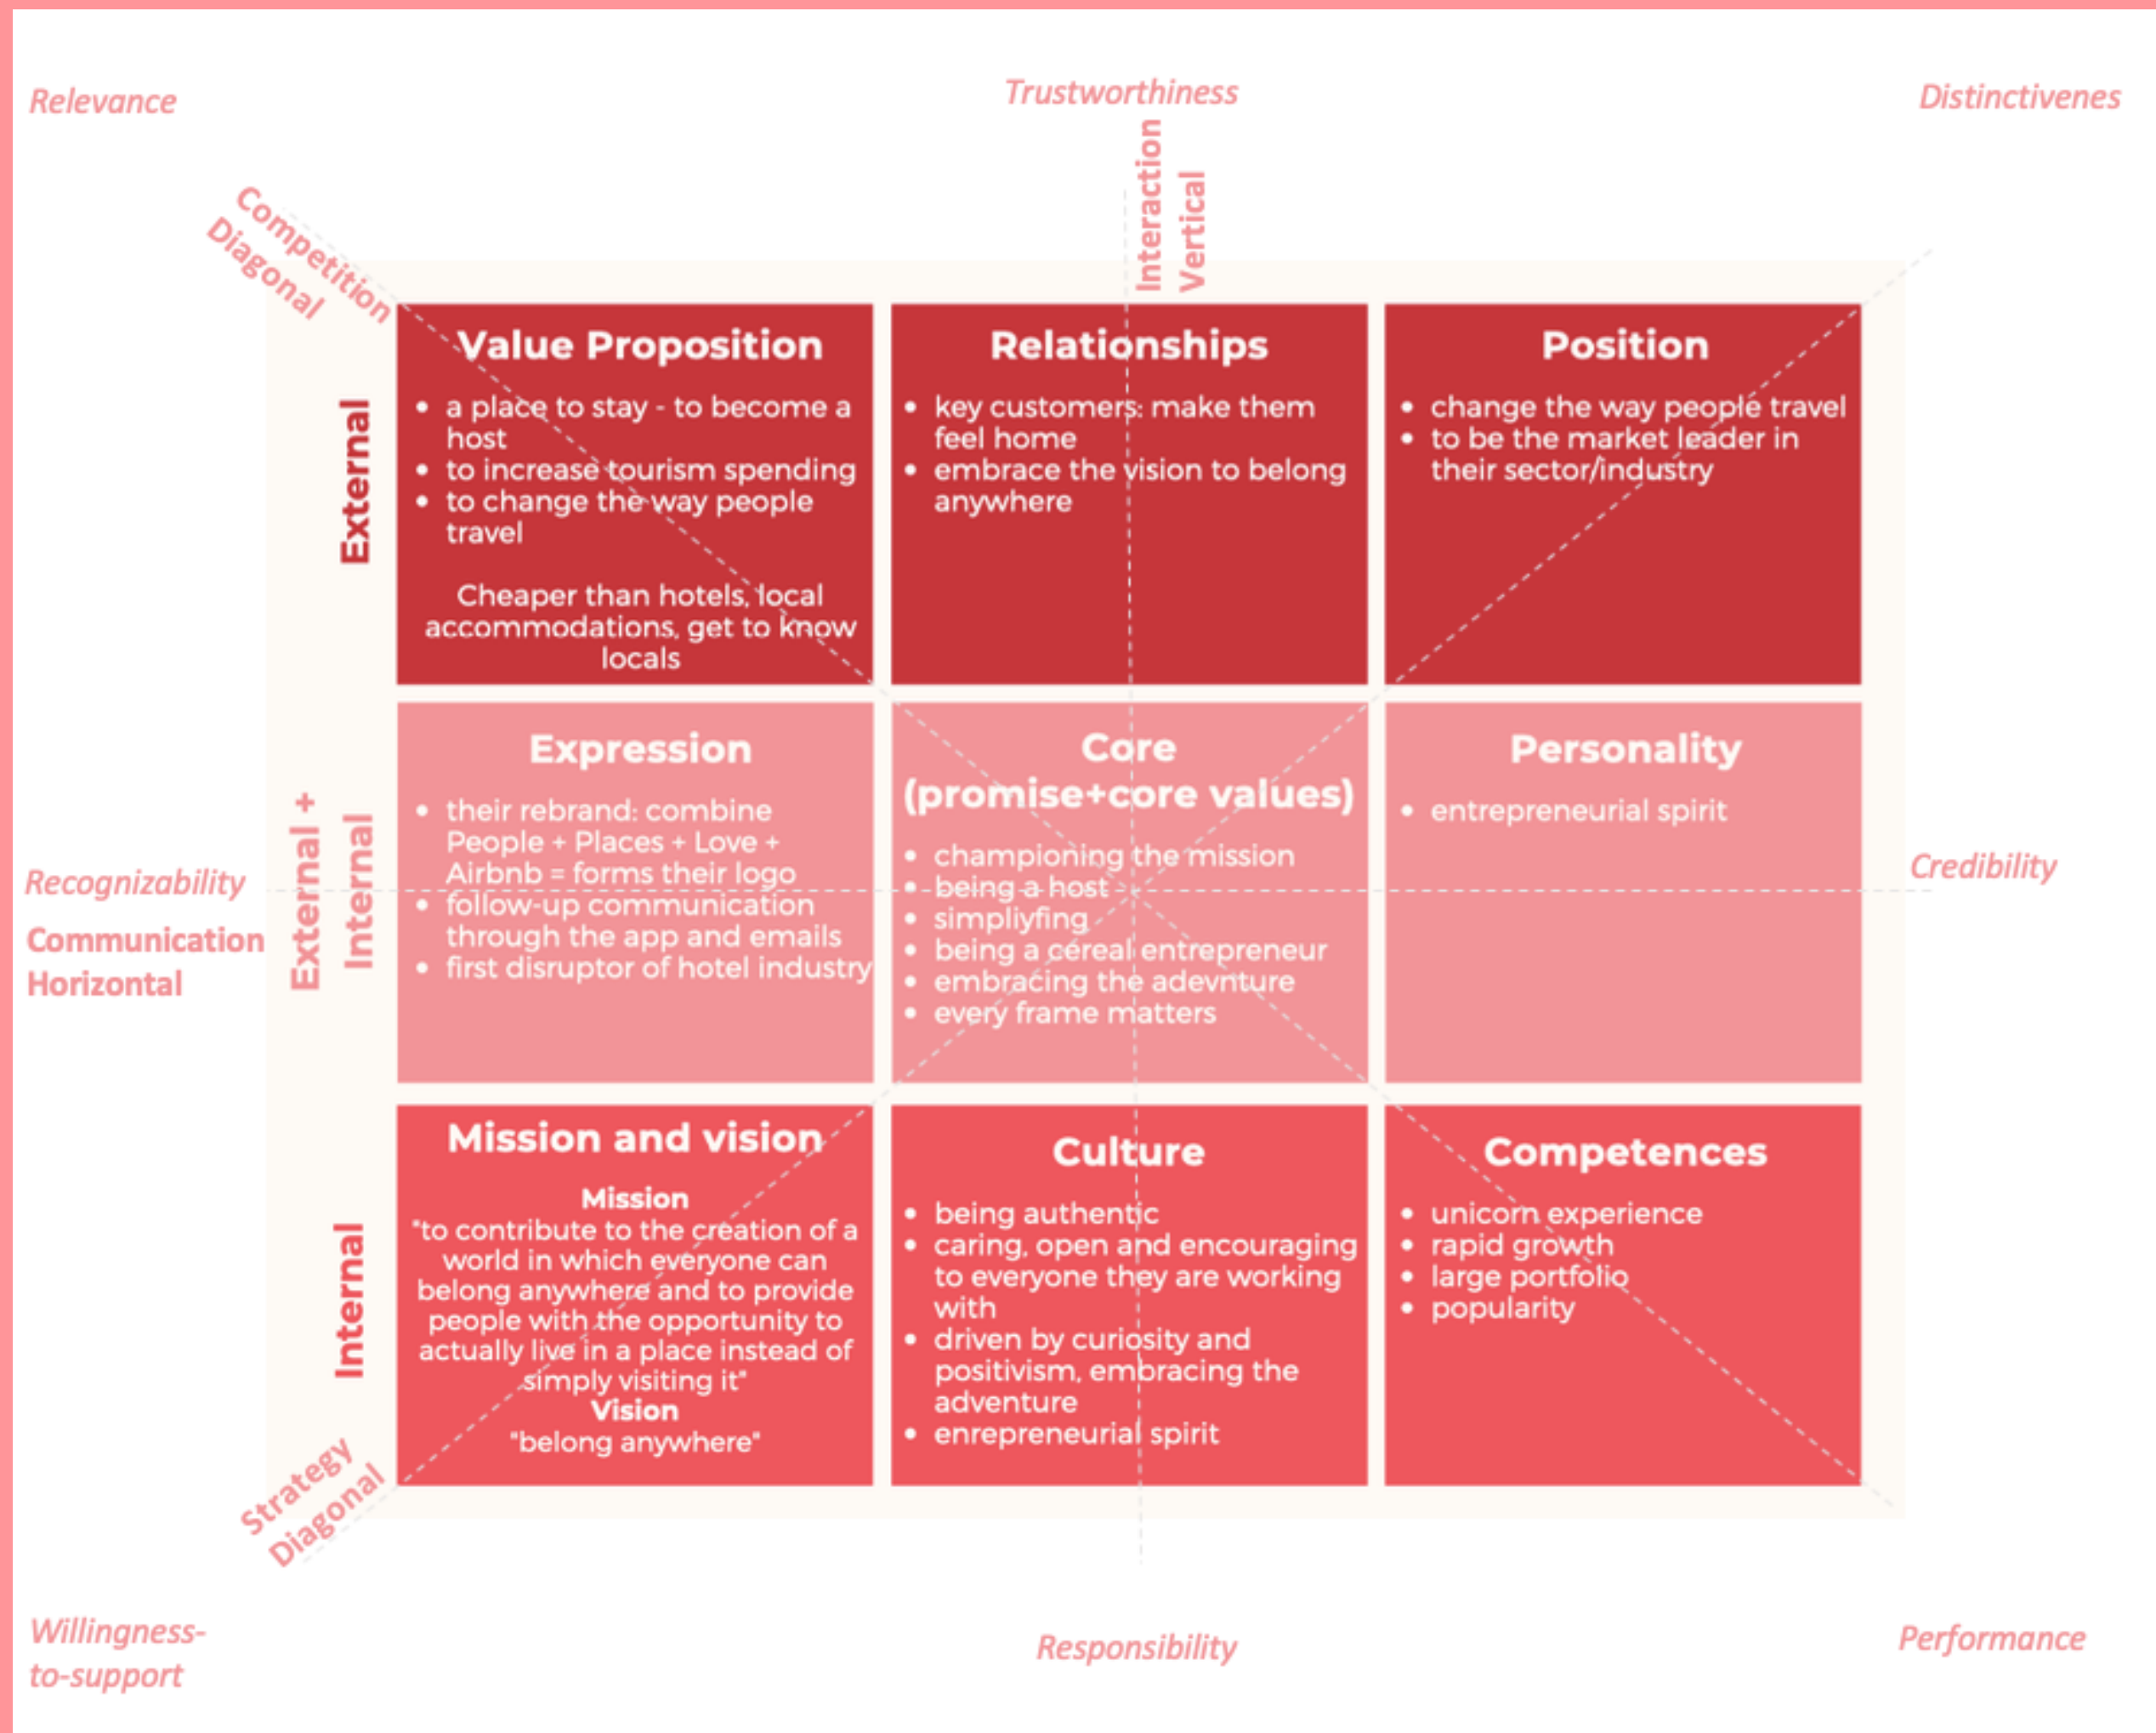 Relevance
Trustworthiness
Distinctivenes
Competition
Diagonal
Interaction
Vertical
External
Value Proposition
• a place to stay - to become a
host
• to increase tourism spending
• to change the way people
travel
Cheaper than hotels, local
accommodations, get to know
locals
Relationships
• key customers: make them
feel home
• embrace the vision to belong
anywhere
Position
• change the way people travel
• to be the market leader in
their sector/industry
Recognizability
Communication
Horizontal
External +
Internal
Expression
• their rebrand: combine
People + Places + Love +
Airbnb = forms their logo
• follow-up communication
through the app and emails
• first disruptor of hotel industry
Core
(promise+core values)
• championing the mission
• being a host
• simpliyfing
• being a cereal entrepreneur
• embracing the adevnture
• every frame matters
Personality
• entrepreneurial spirit
Credibility
Internal
Mission and vision
Mission
"to contribute to the creation of a
world in which everyone can
belong anywhere and to provide
people with the opportunity to
actually live in a place instead of
simply visiting it"
Vision
"belong anywhere"
Culture
• being authentic
• caring, open and encouraging
to everyone they are working
with
• driven by curiosity and
positivism, embracing the
adventure
• enrepreneurial spirit
Competences
• unicorn experience
• rapid growth
• large portfolio
• popularity
Strategy
Diagonal
Willingness-
to-support
Responsibility
Performance